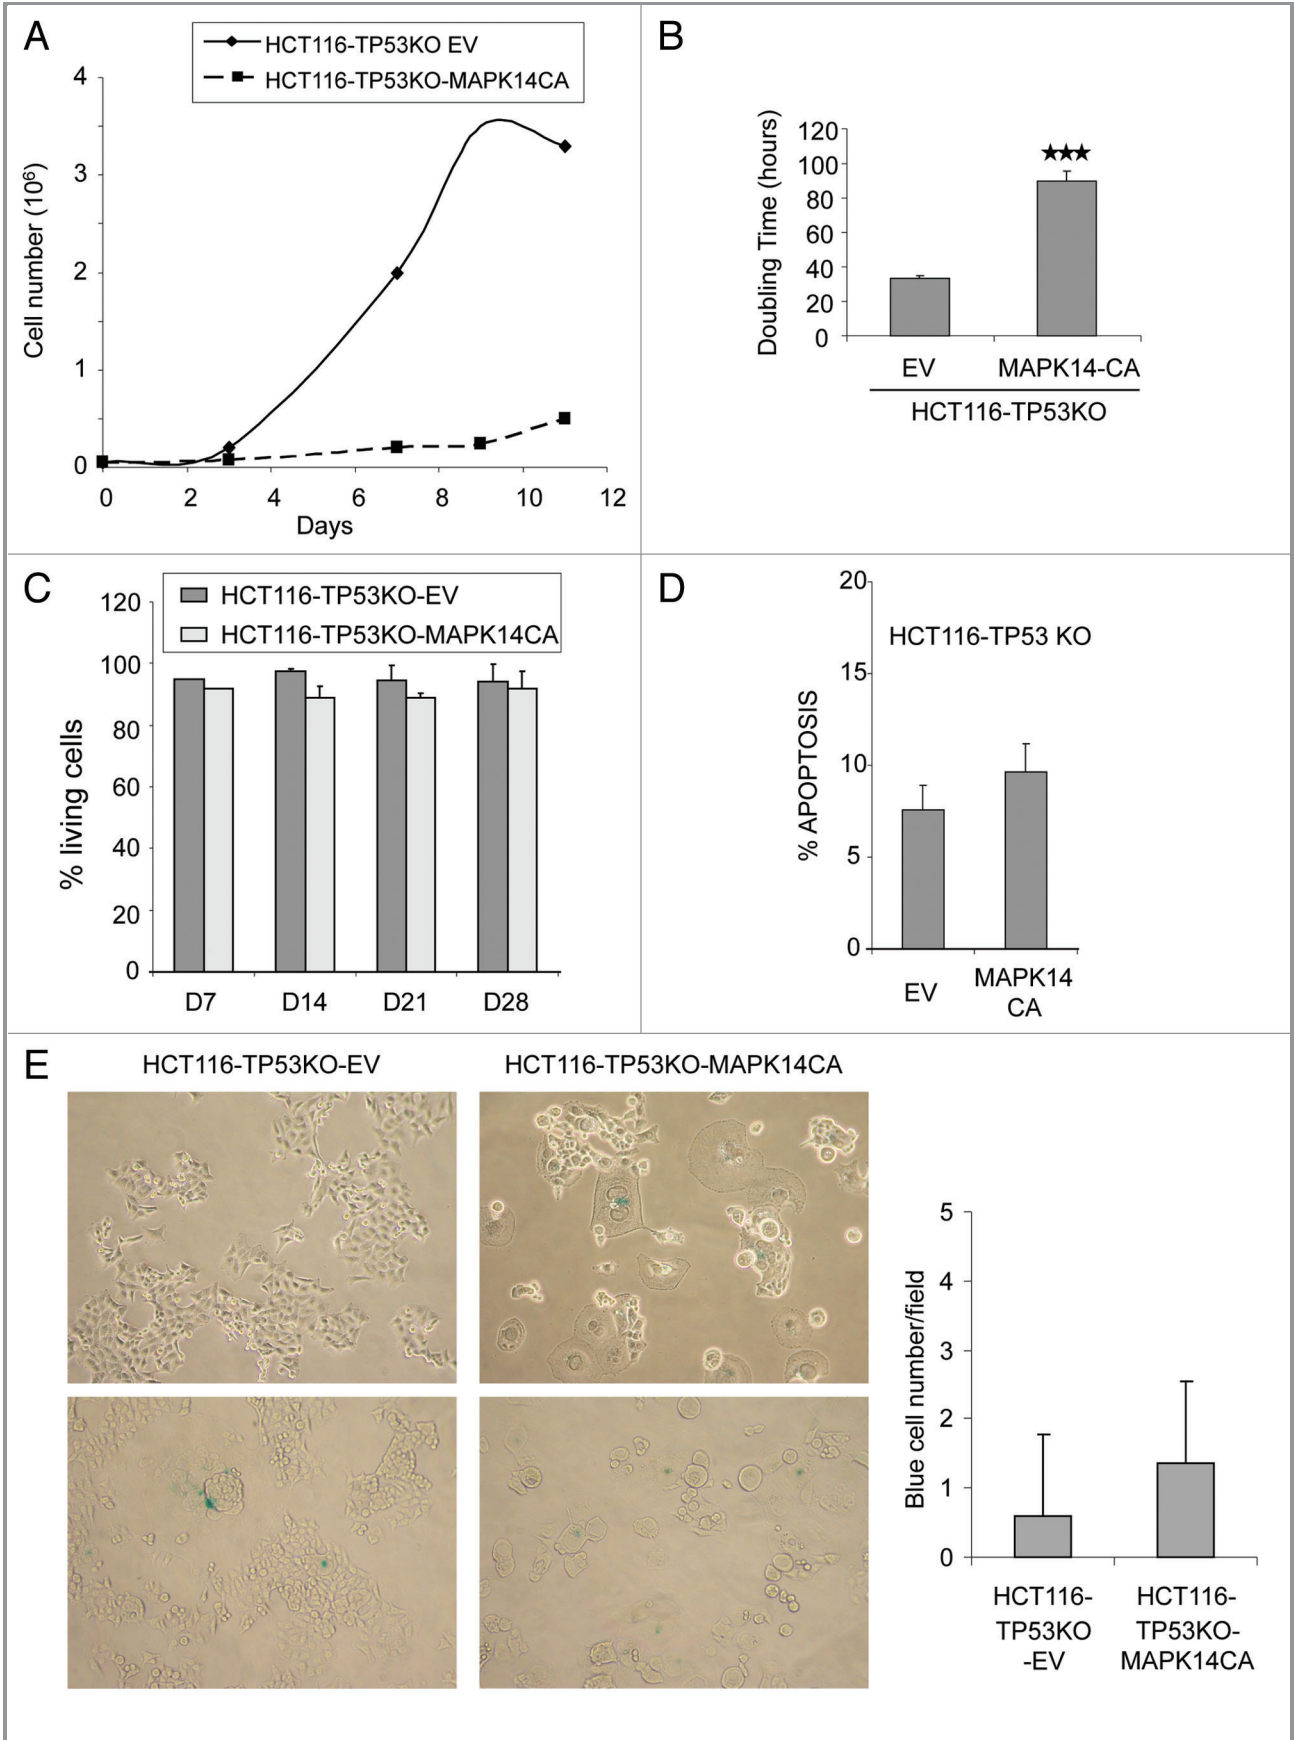 A
HCT116-TP53KO EV
HCT116-TP53KO-MAPK14CA
Cell number (10⁶)
4
3
2
1
0
0 2 4 6 8 10 12
Days
B
Doubling Time (hours)
120
100
80
60
40
20
0
★★★
EV MAPK14-CA
HCT116-TP53KO
C
HCT116-TP53KO-EV
HCT116-TP53KO-MAPK14CA
% living cells
120
100
80
60
40
20
0
D7 D14 D21 D28
D
HCT116-TP53 KO
% APOPTOSIS
20
15
10
5
0
EV MAPK14
CA
E
HCT116-TP53KO-EV HCT116-TP53KO-MAPK14CA
Blue cell number/field
5
4
3
2
1
0
HCT116- HCT116-
TP53KO TP53KO-
-EV MAPK14CA